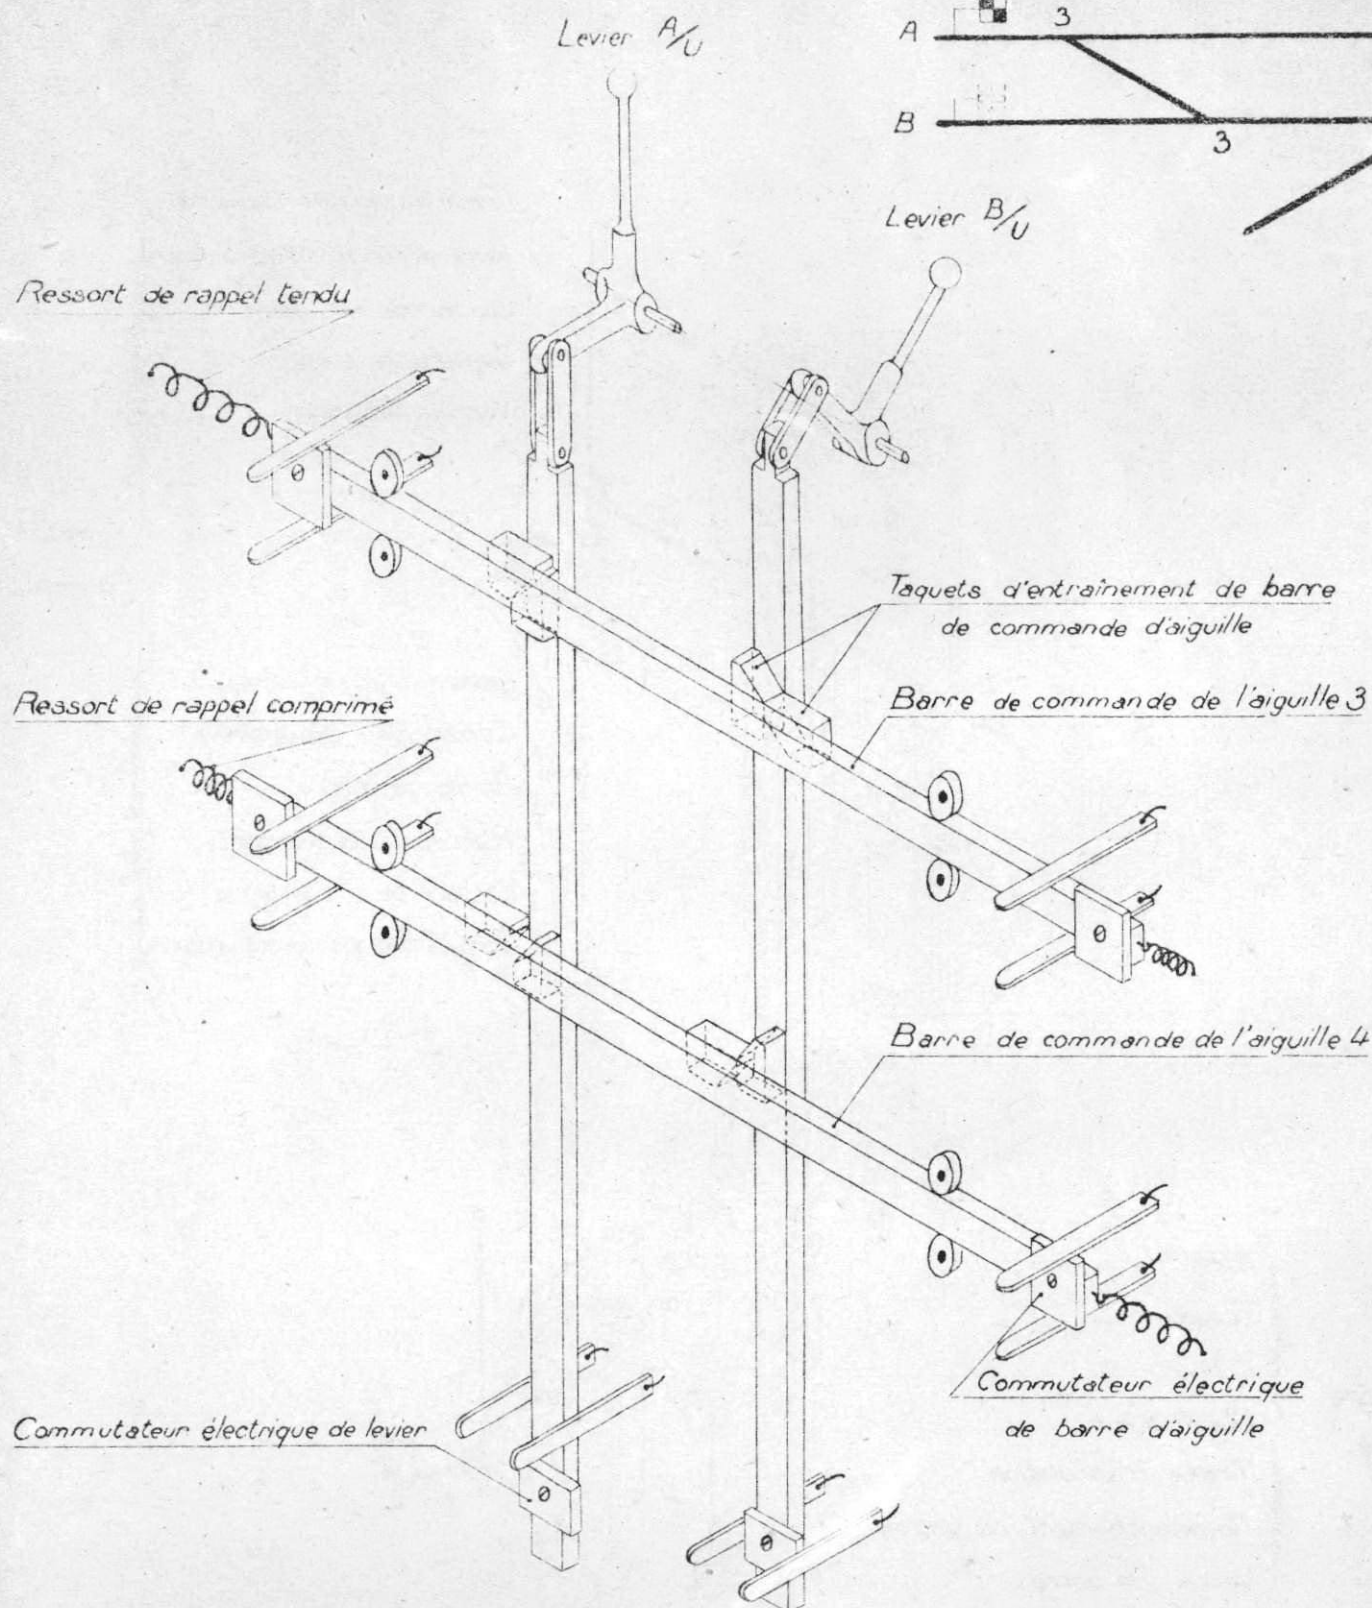 Levier A/U
A
3
B
3
Levier B/U
Ressort de rappel tendu
Taquets d'entraînement de barre
de commande d'aiguille
Ressort de rappel comprimé
Barre de commande de l'aiguille 3
Barre de commande de l'aiguille 4
Commutateur électrique
de barre d'aiguille
Commutateur électrique de levier